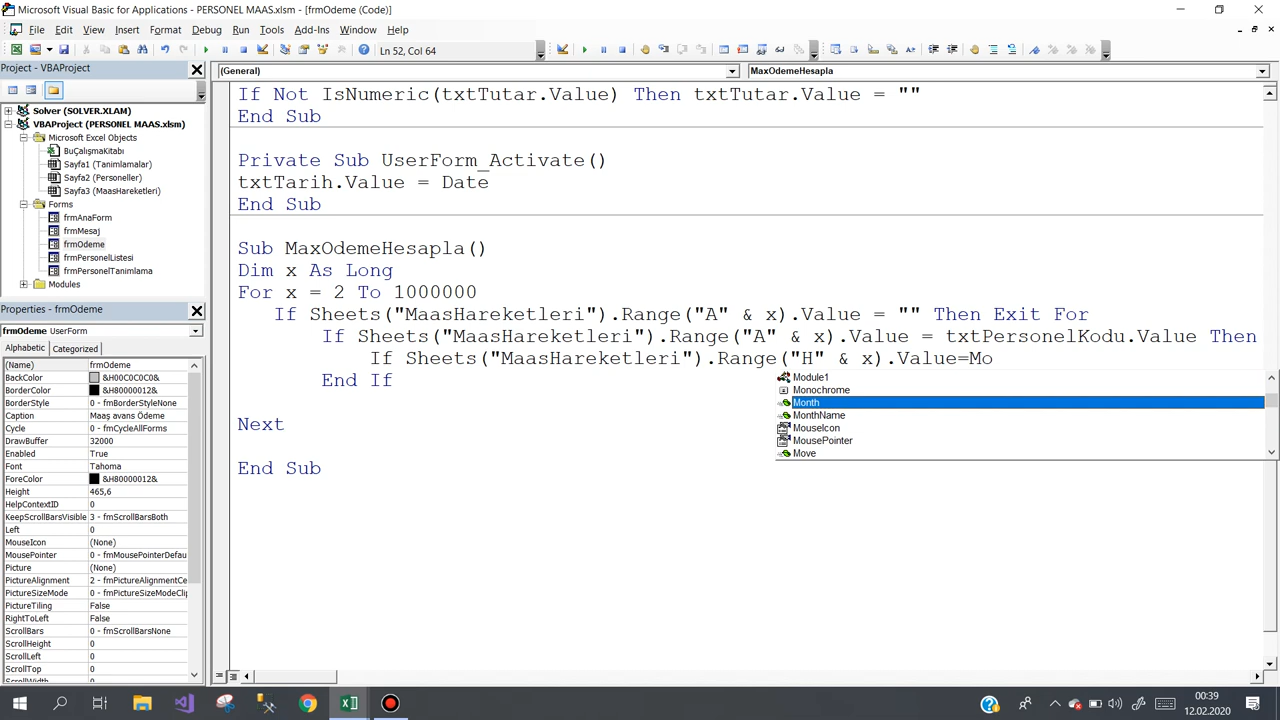 Microsoft Visual Basic for Applications - PERSONEL MAAS.xlsm - [frmOdeme (Code)]
File Edit View Insert Format Debug Run Tools Add-Ins Window Help
Ln 52, Col 64
Project - VBAProject
(General) MaxOdemeHesapla
Solver (SOLVER.XLAM)
VBAProject (PERSONEL MAAS.xlsm)
Microsoft Excel Objects
BuÇalışmaKitabı
Sayfa1 (Tanimlamalar)
Sayfa2 (Personeller)
Sayfa3 (MaasHareketleri)
Forms
frmAnaForm
frmMesaj
frmOdeme
frmPersonelListesi
frmPersonelTanimlama
Modules
Properties - frmOdeme
frmOdeme UserForm
Alphabetic Categorized
(Name) frmOdeme
BackColor &H00C0C0C0&
BorderColor &H80000012&
BorderStyle 0 - fmBorderStyleNone
Caption Maaş avans Ödeme
Cycle 0 - fmCycleAllForms
DrawBuffer 32000
Enabled True
Font Tahoma
ForeColor &H80000012&
Height 465,6
HelpContextID 0
KeepScrollBarsVisible 3 - fmScrollBarsBoth
Left 0
MouseIcon (None)
MousePointer 0 - fmMousePointerDefau
Picture (None)
PictureAlignment 2 - fmPictureAlignmentCe
PictureSizeMode 0 - fmPictureSizeModeClip
PictureTiling False
RightToLeft False
ScrollBars 0 - fmScrollBarsNone
ScrollHeight 0
ScrollLeft 0
ScrollTop 0
ScrollWidth 0
If Not IsNumeric(txtTutar.Value) Then txtTutar.Value = ""
End Sub
Private Sub UserForm_Activate()
txtTarih.Value = Date
End Sub
Sub MaxOdemeHesapla()
Dim x As Long
For x = 2 To 1000000
If Sheets("MaasHareketleri").Range("A" & x).Value = "" Then Exit For
If Sheets("MaasHareketleri").Range("A" & x).Value = txtPersonelKodu.Value Then
If Sheets("MaasHareketleri").Range("H" & x).Value=Mo
End If
Next
End Sub
Module1
Monochrome
Month
MonthName
MouseIcon
MousePointer
Move
00:39
12.02.2020